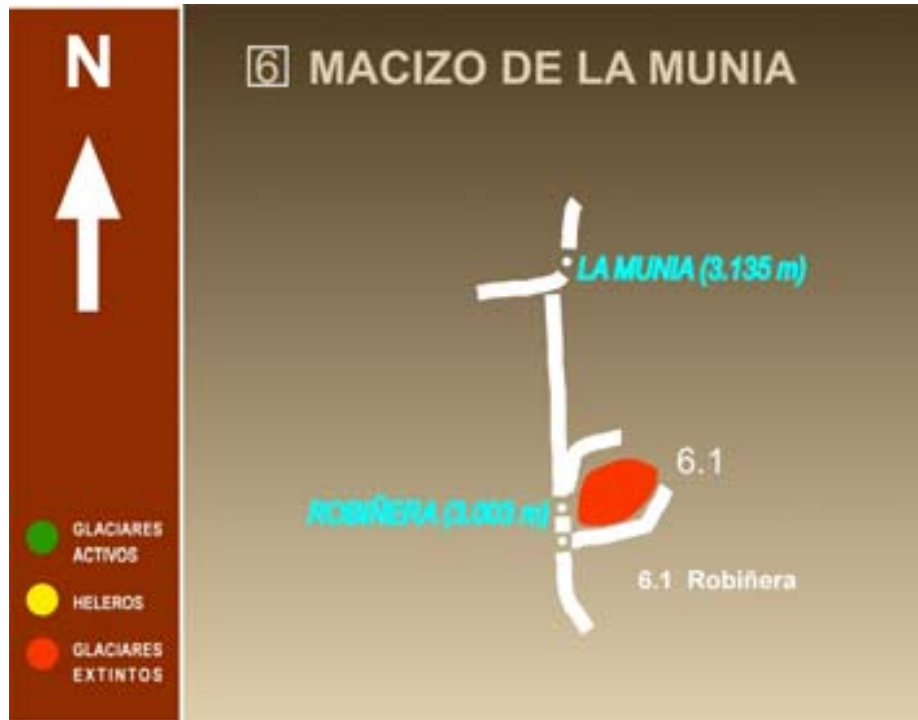 N
6 MACIZO DE LA MUNIA
LA MUNIA (3.135 m)
6.1
ROBIÑERA (3.003 m)
6.1 Robiñera
GLACIARES
ACTIVOS
HELEROS
GLACIARES
EXTINTOS